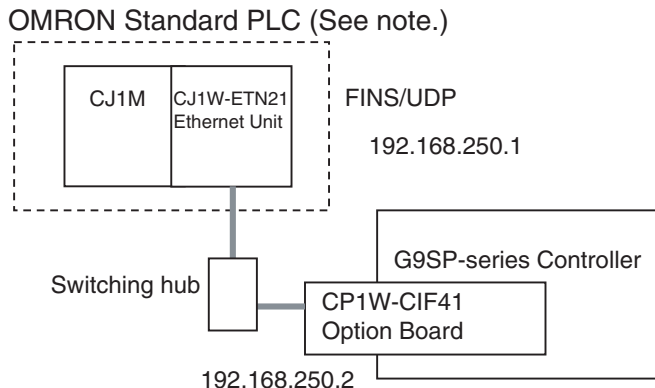 OMRON Standard PLC (See note.)
CJ1M
CJ1W-ETN21
Ethernet Unit
FINS/UDP
192.168.250.1
G9SP-series Controller
Switching hub
CP1W-CIF41
Option Board
192.168.250.2